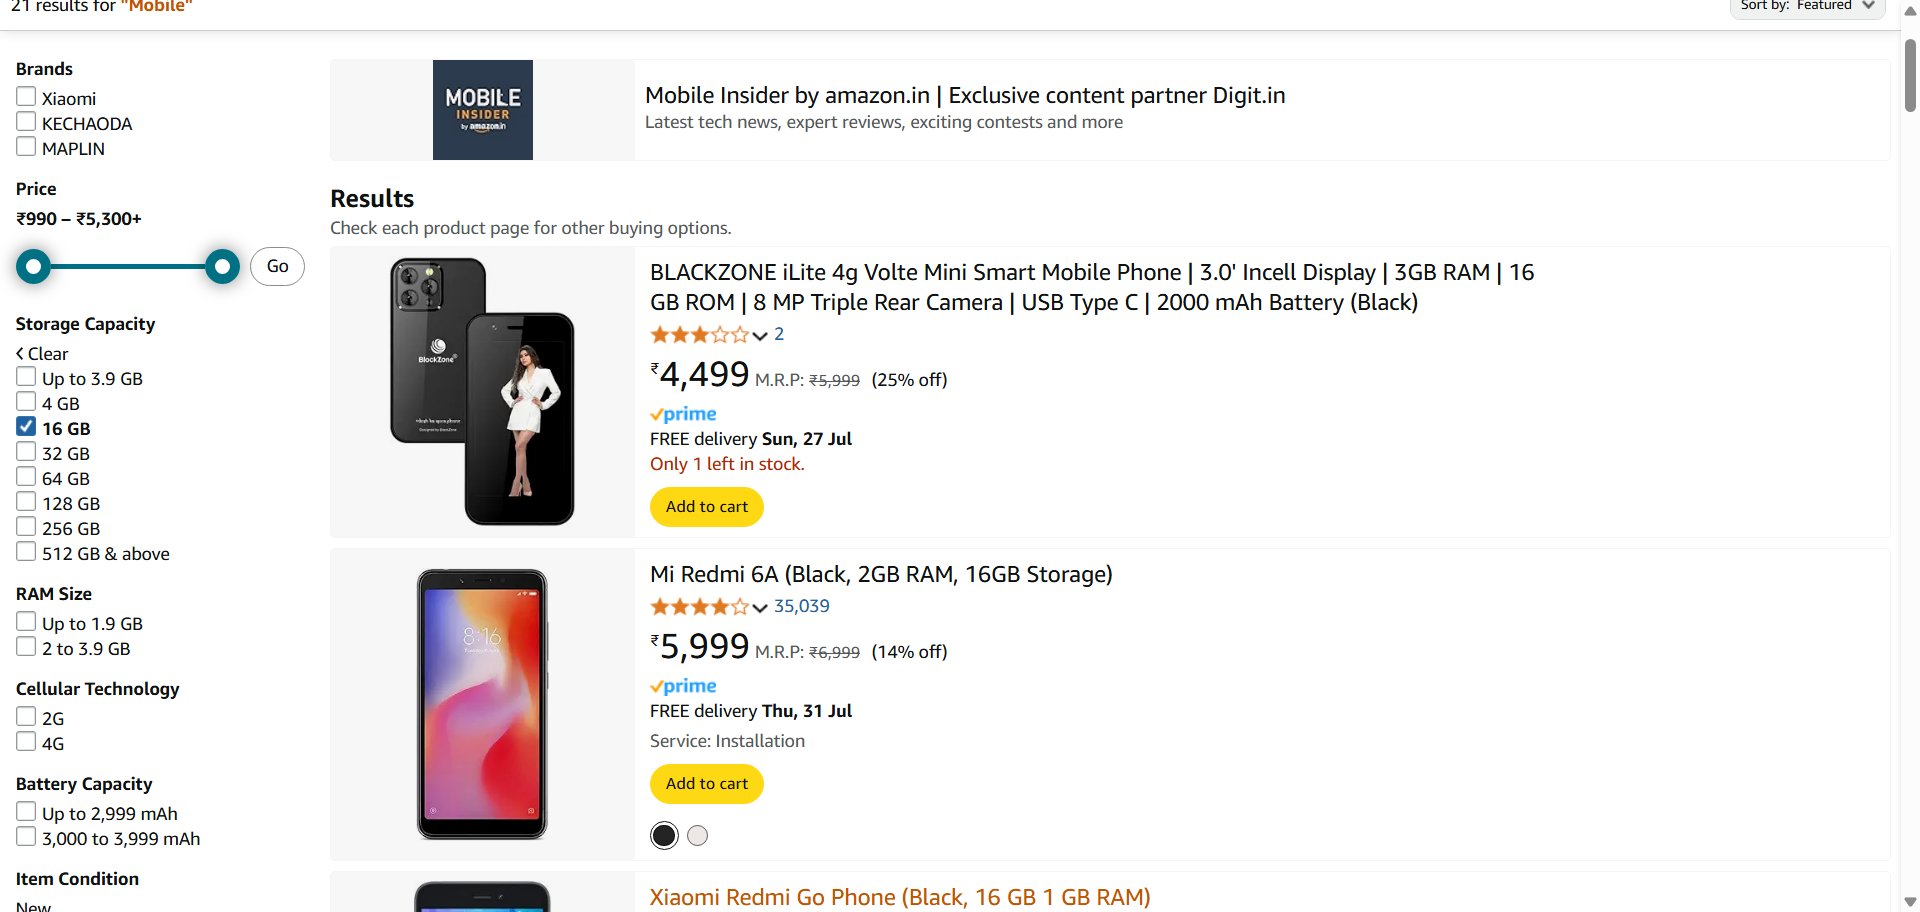 21 results for "Mobile"
Sort by: Featured
Brands
Xiaomi
KECHAODA
MAPLIN
Price
₹990 – ₹5,300+
Go
Storage Capacity
Clear
Up to 3.9 GB
4 GB
16 GB
32 GB
64 GB
128 GB
256 GB
512 GB & above
RAM Size
Up to 1.9 GB
2 to 3.9 GB
Cellular Technology
2G
4G
Battery Capacity
Up to 2,999 mAh
3,000 to 3,999 mAh
Item Condition
New
MOBILE
INSIDER
by amazon.in
Mobile Insider by amazon.in | Exclusive content partner Digit.in
Latest tech news, expert reviews, exciting contests and more
Results
Check each product page for other buying options.
BlackZone
BLACKZONE iLite 4g Volte Mini Smart Mobile Phone | 3.0' Incell Display | 3GB RAM | 16
GB ROM | 8 MP Triple Rear Camera | USB Type C | 2000 mAh Battery (Black)
2
₹4,499 M.R.P: ₹5,999 (25% off)
prime
FREE delivery Sun, 27 Jul
Only 1 left in stock.
Add to cart
8:16
Mi Redmi 6A (Black, 2GB RAM, 16GB Storage)
35,039
₹5,999 M.R.P: ₹6,999 (14% off)
prime
FREE delivery Thu, 31 Jul
Service: Installation
Add to cart
Xiaomi Redmi Go Phone (Black, 16 GB 1 GB RAM)